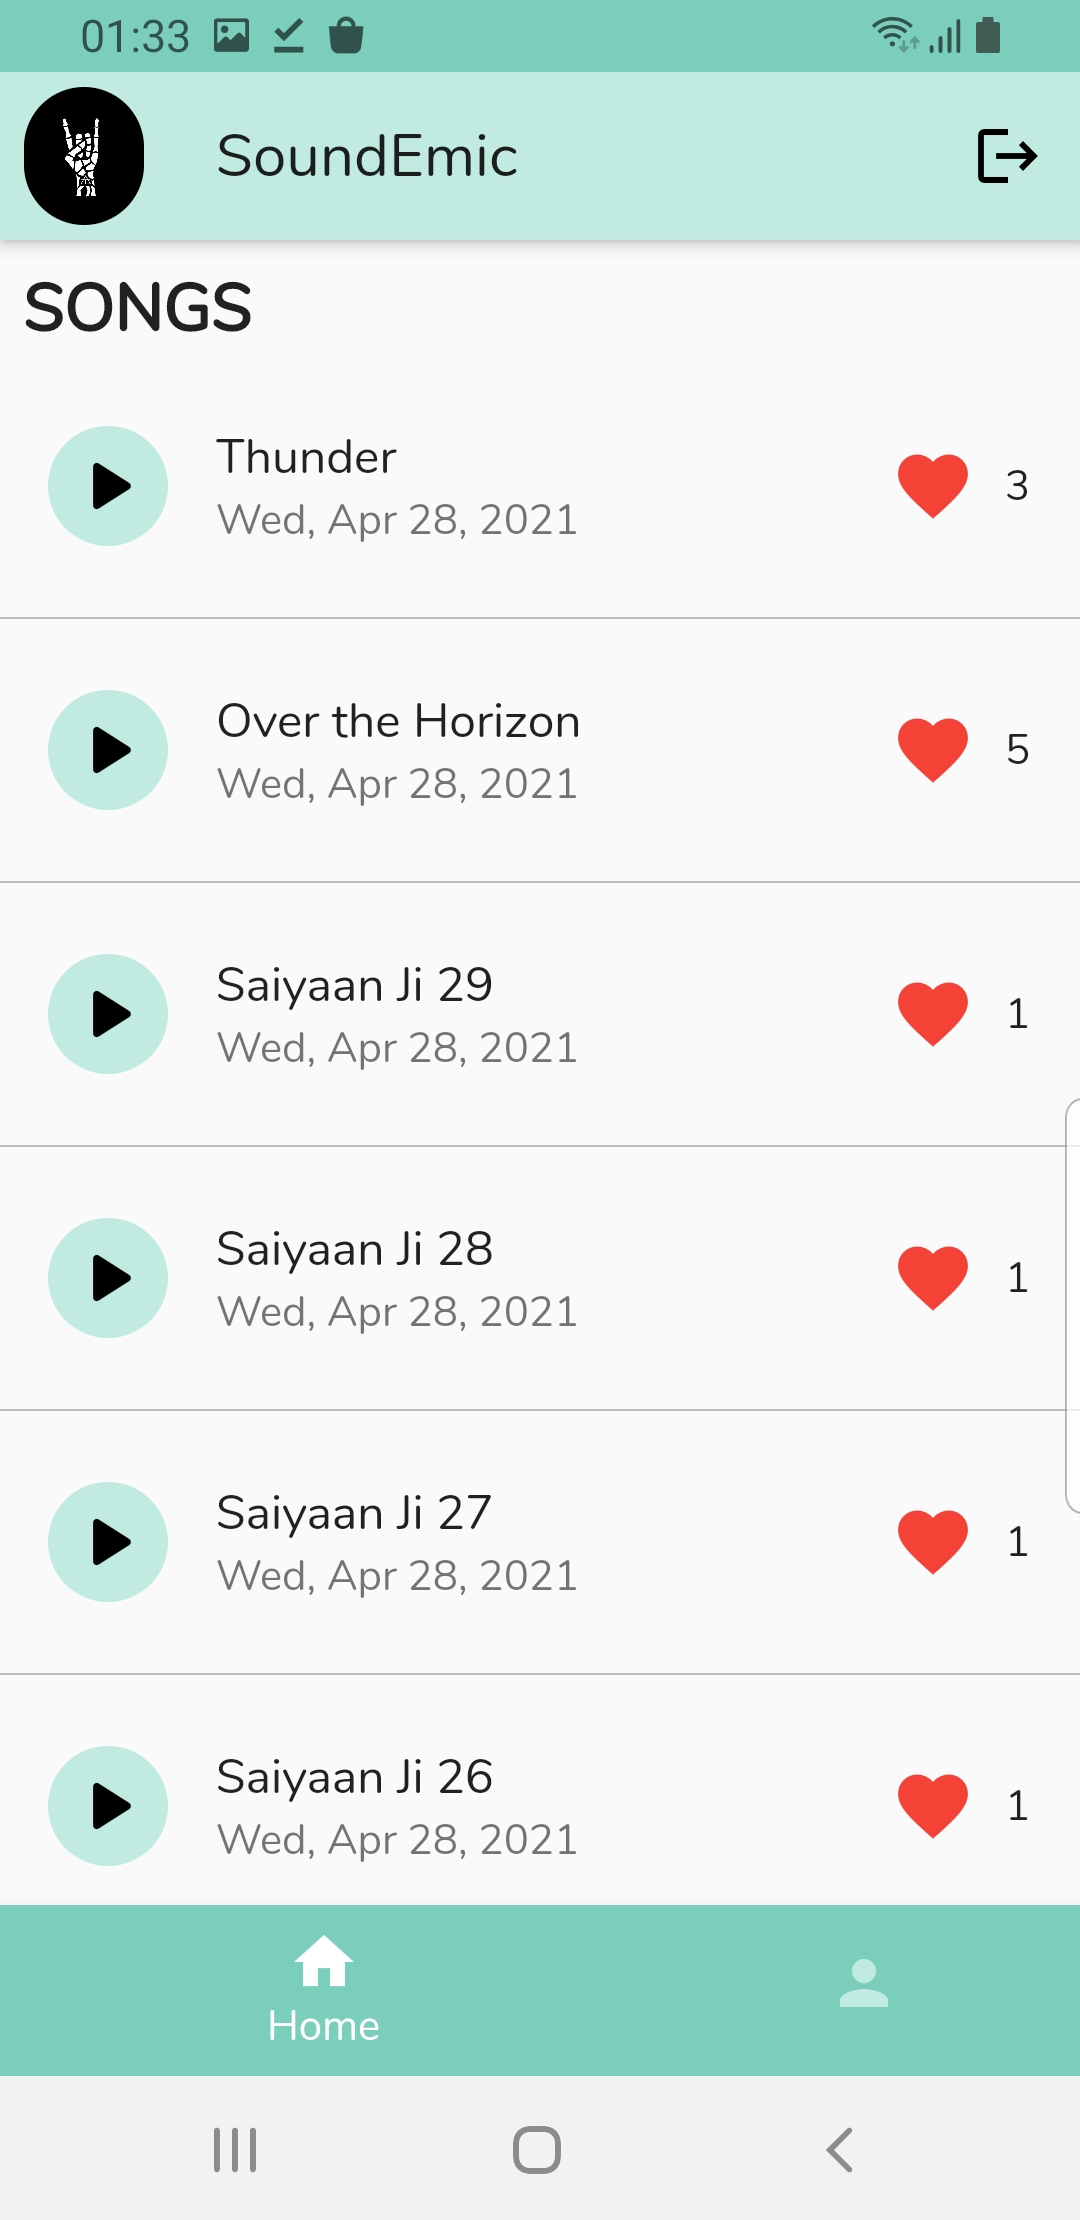 01:33
SoundEmic
SONGS
Thunder
Wed, Apr 28, 2021
3
Over the Horizon
Wed, Apr 28, 2021
5
Saiyaan Ji 29
Wed, Apr 28, 2021
1
Saiyaan Ji 28
Wed, Apr 28, 2021
1
Saiyaan Ji 27
Wed, Apr 28, 2021
1
Saiyaan Ji 26
Wed, Apr 28, 2021
1
Home